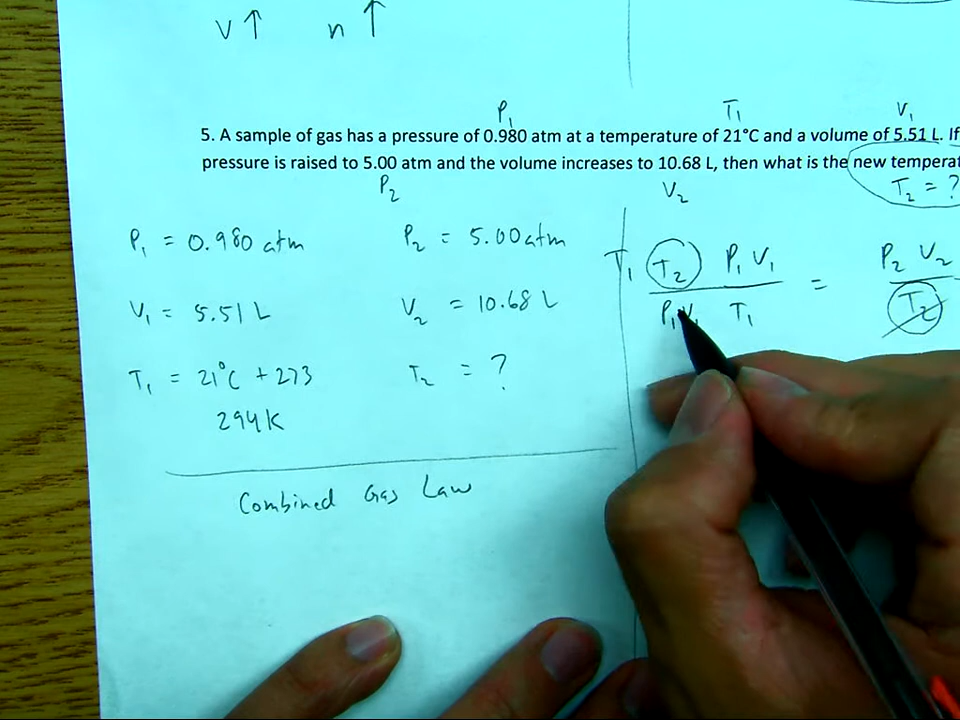 V↑ n↑
P₁ T₁ V₁
5. A sample of gas has a pressure of 0.980 atm at a temperature of 21°C and a volume of 5.51 L. If
pressure is raised to 5.00 atm and the volume increases to 10.68 L, then what is the new temperat
P₂ V₂ T₂ = ?
P₁ = 0.980 atm P₂ = 5.00 atm
V₁ = 5.51 L V₂ = 10.68 L
T₁ = 21°C + 273 T₂ = ?
294 K
Combined Gas Law
T₁ T₂ P₁ V₁ = P₂ V₂
P₁ V₁ T₁ T₂